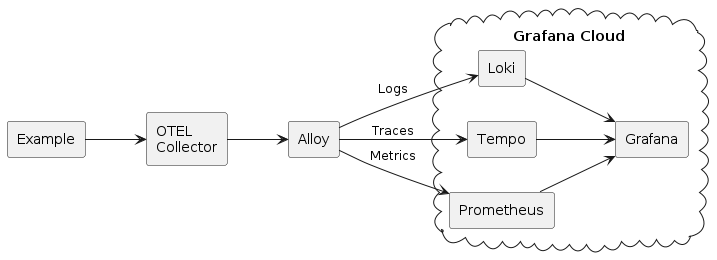 Grafana Cloud
Loki
Logs
Example
OTEL
Collector
Alloy
Traces
Tempo
Grafana
Metrics
Prometheus